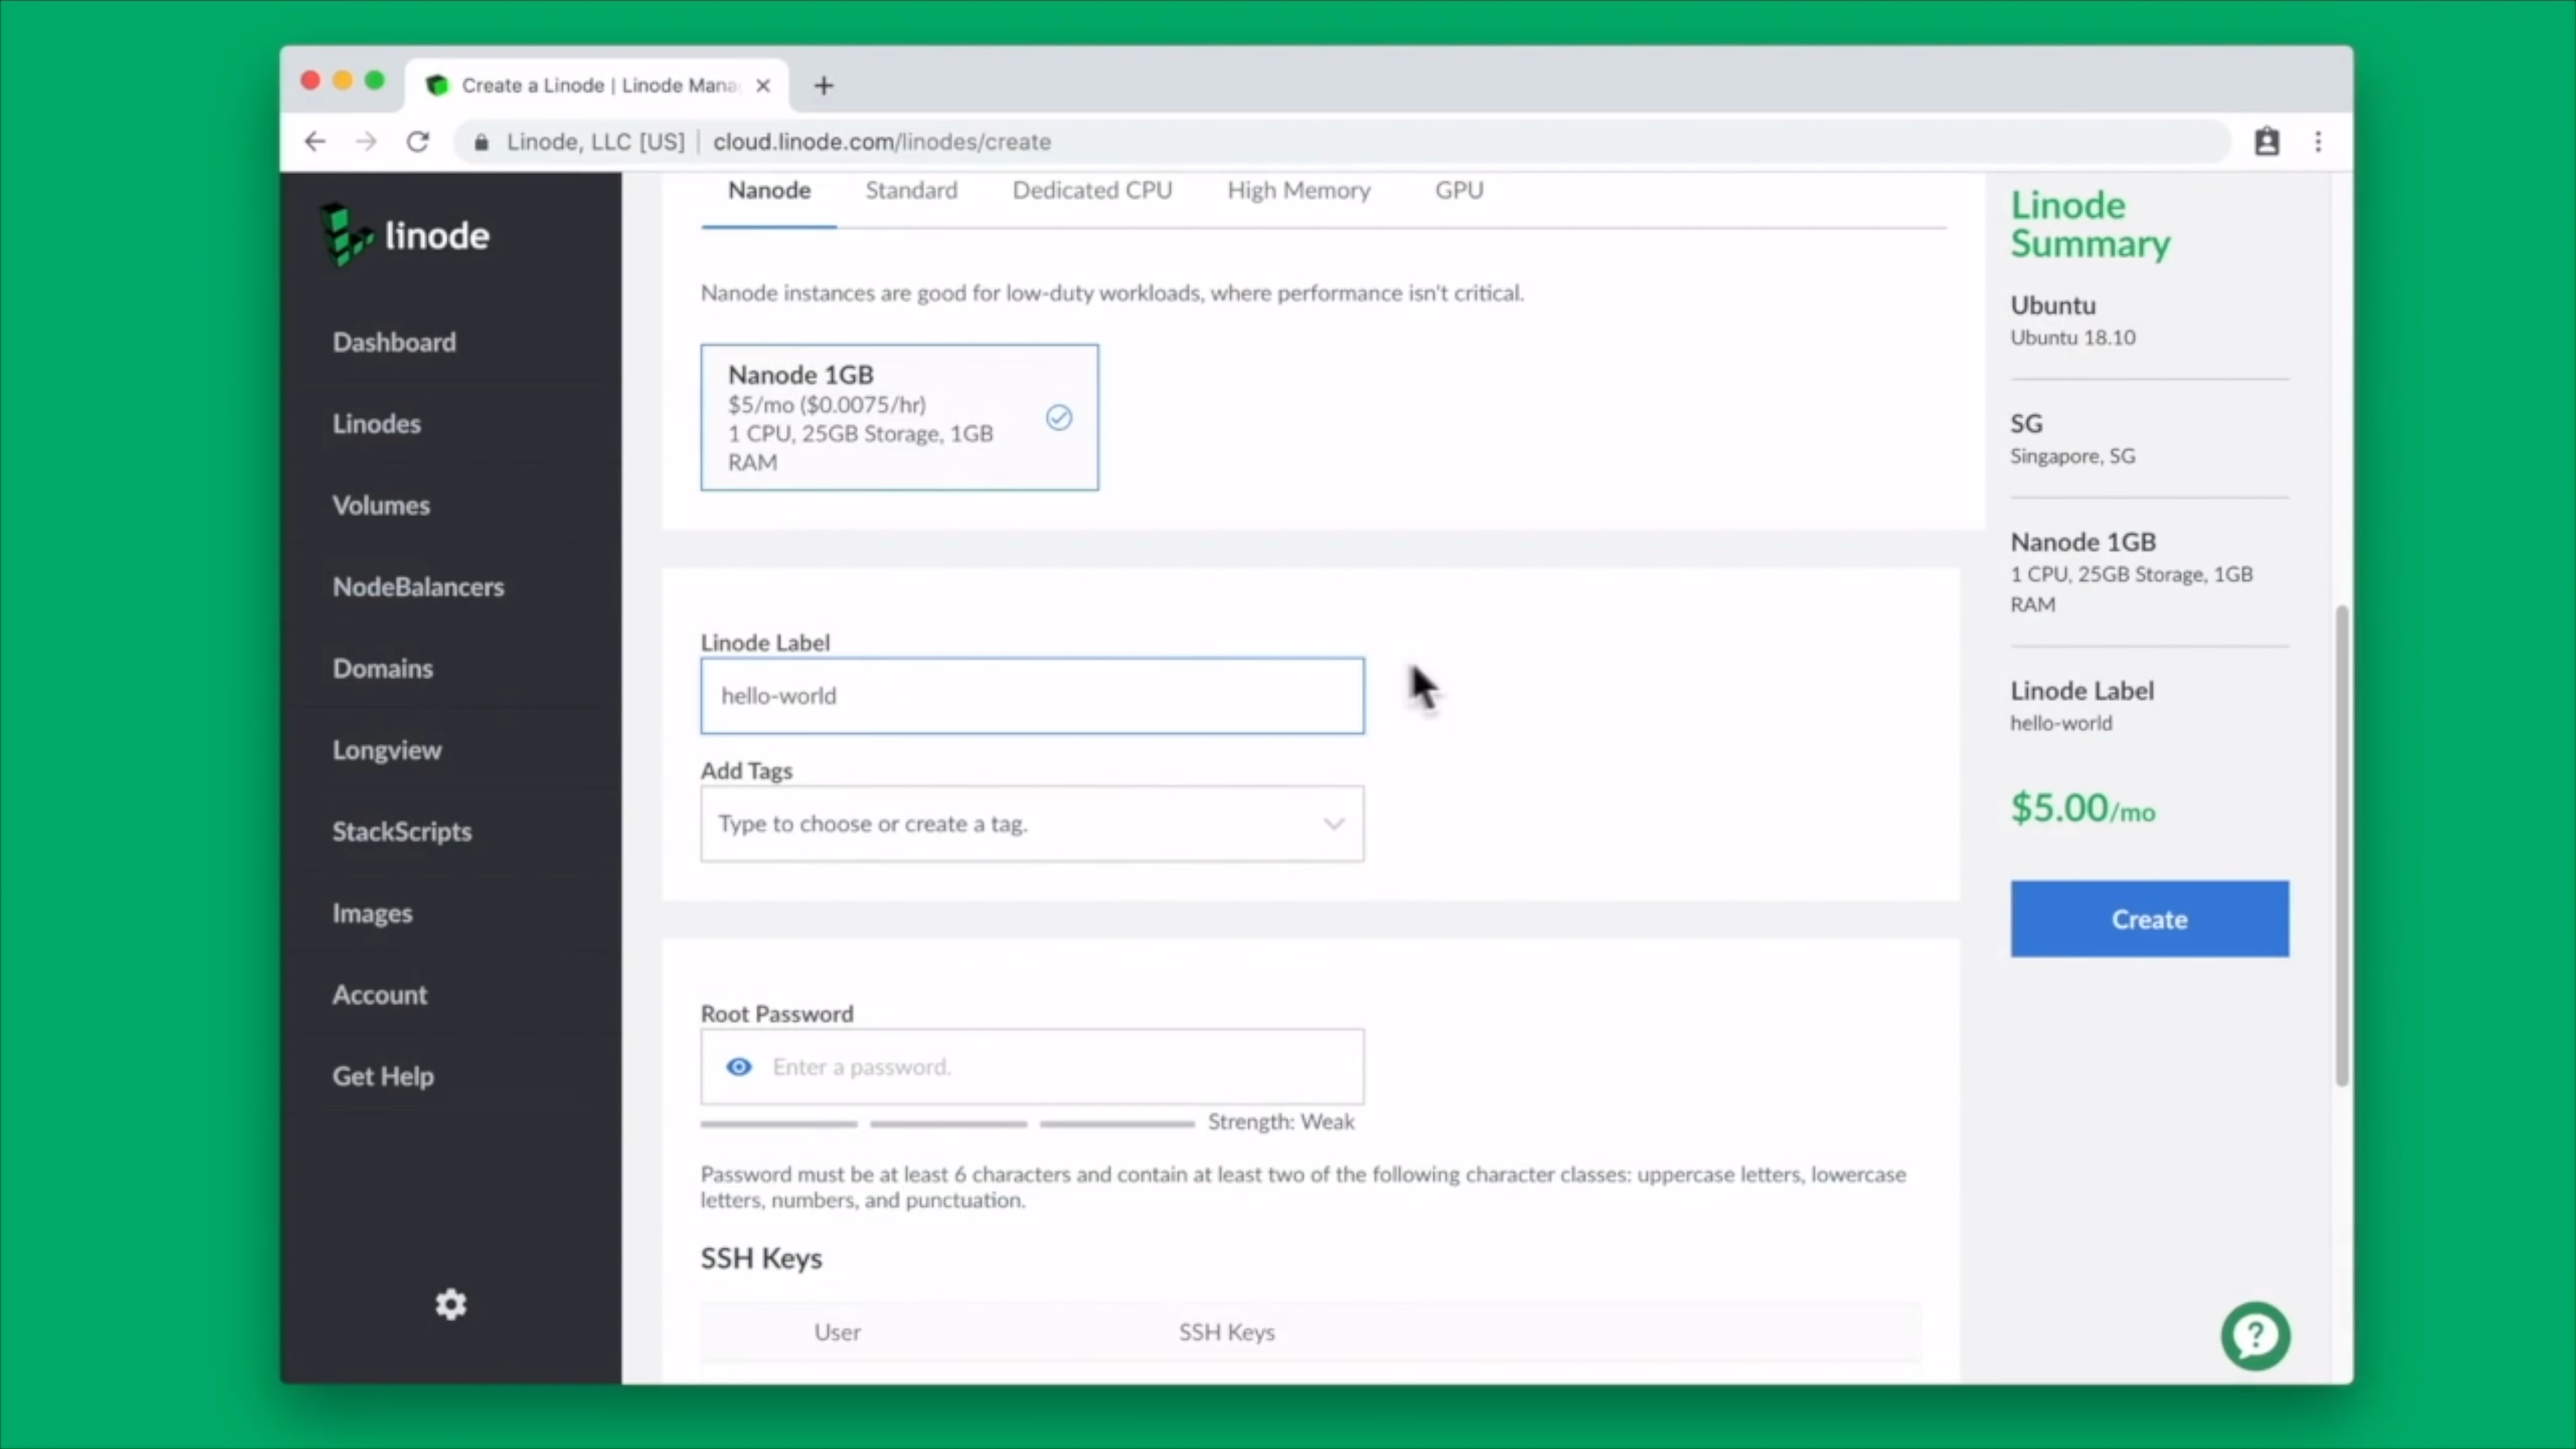 Create a Linode | Linode Mana
Linode, LLC [US] | cloud.linode.com/linodes/create
linode
Dashboard
Linodes
Volumes
NodeBalancers
Domains
Longview
StackScripts
Images
Account
Get Help
Nanode Standard Dedicated CPU High Memory GPU
Nanode instances are good for low-duty workloads, where performance isn't critical.
Nanode 1GB
$5/mo ($0.0075/hr)
1 CPU, 25GB Storage, 1GB
RAM
Linode Label
hello-world
Add Tags
Type to choose or create a tag.
Root Password
Enter a password.
Strength: Weak
Password must be at least 6 characters and contain at least two of the following character classes: uppercase letters, lowercase
letters, numbers, and punctuation.
SSH Keys
User SSH Keys
Linode
Summary
Ubuntu
Ubuntu 18.10
SG
Singapore, SG
Nanode 1GB
1 CPU, 25GB Storage, 1GB
RAM
Linode Label
hello-world
$5.00/mo
Create
?